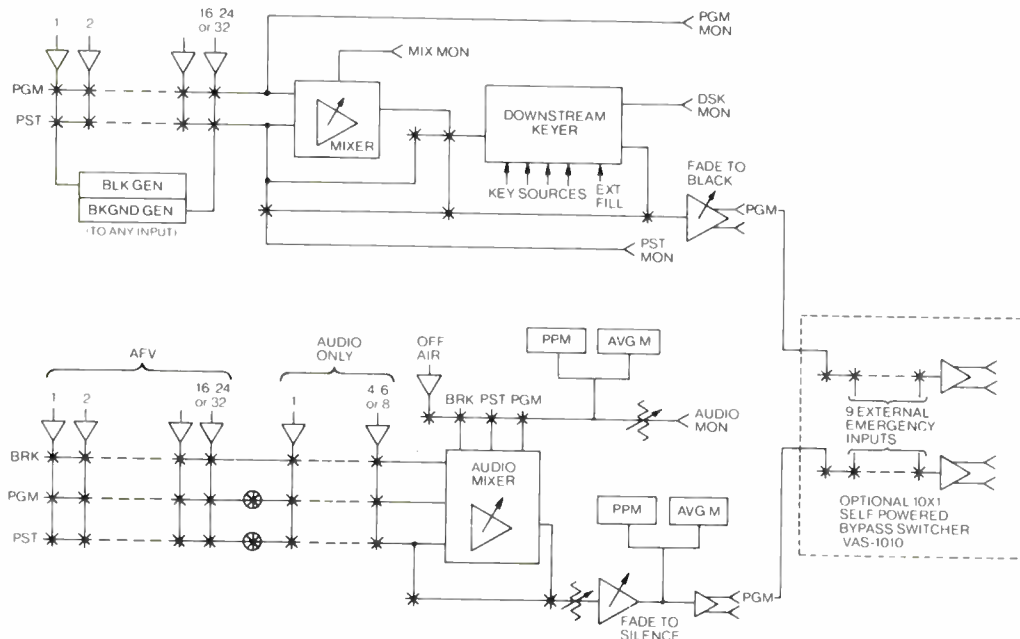 1
2
16 24
or 32
PGM
PST
BLK GEN
BKGND GEN
(TO ANY INPUT)
MIX MON
MIXER
PGM
MON
DSK
MON
DOWNSTREAM
KEYER
KEY SOURCES
EXT
FILL
FADE TO
BLACK
PGM
PST
MON
AFV
1
2
16 24
or 32
AUDIO
ONLY
1
4 6
or 8
OFF
AIR
BRK
PGM
PST
BRK PST PGM
PPM
AVG M
AUDIO
MON
AUDIO
MIXER
PPM
AVG M
FADE TO
SILENCE
PGM
9 EXTERNAL
EMERGENCY
INPUTS
OPTIONAL 10X1
SELF POWERED
BYPASS SWITCHER
VAS-1010